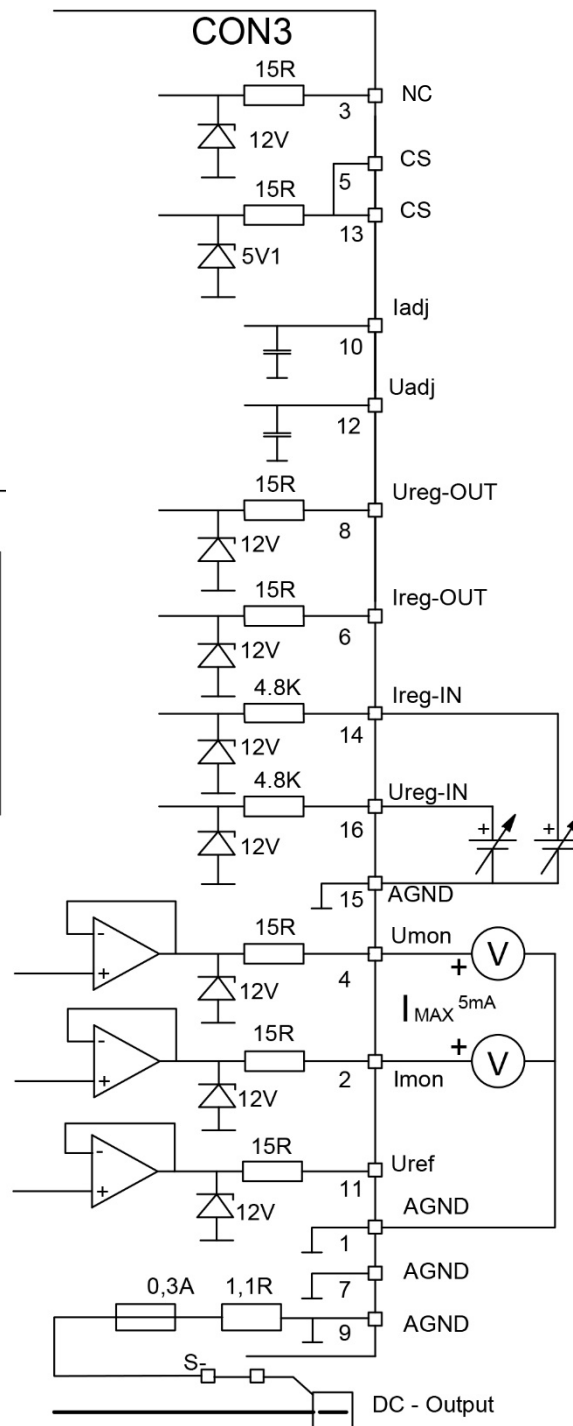 CON3
15R
3
NC
12V
5
CS
15R
13
CS
5V1
Iadj
10
Uadj
12
15R
Ureg-OUT
8
12V
15R
Ireg-OUT
6
12V
4.8K
Ireg-IN
14
12V
4.8K
Ureg-IN
16
+
+
12V
15
AGND
15R
Umon
-
+
4
+
V
12V
IMAX 5mA
15R
-
+
2
Imon
+
V
12V
15R
Uref
-
+
11
12V
AGND
1
AGND
7
0,3A
1,1R
9
AGND
S-
DC - Output